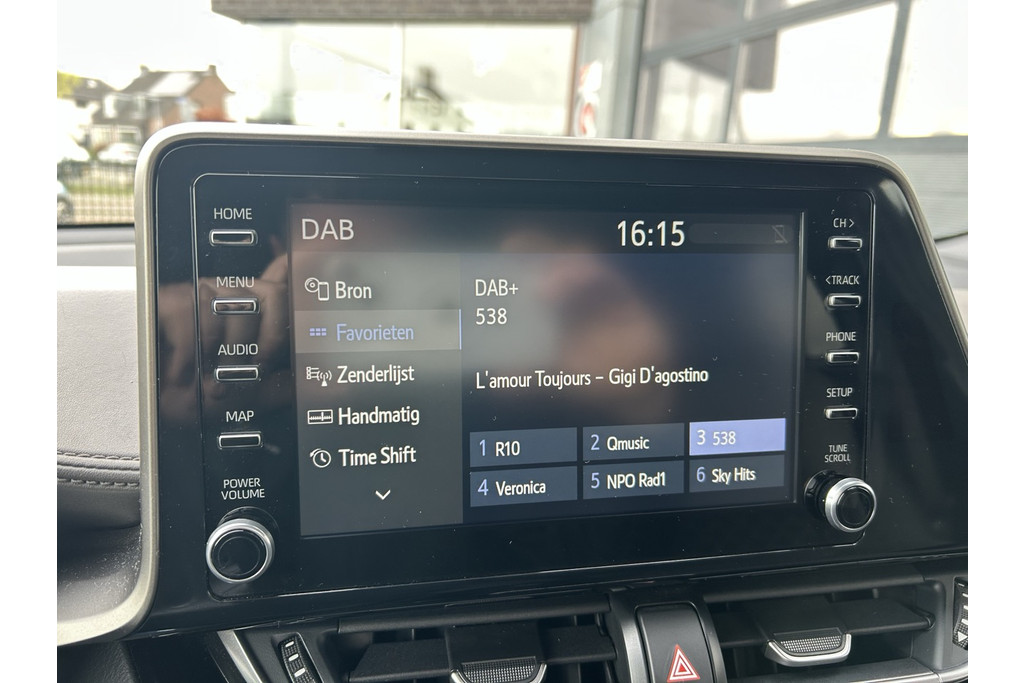 HOME
MENU
AUDIO
MAP
POWER
VOLUME
DAB
16:15
Bron
Favorieten
Zenderlijst
Handmatig
Time Shift
DAB+
538
L'amour Toujours – Gigi D'agostino
1 R10
2 Qmusic
3 538
4 Veronica
5 NPO Rad1
6 Sky Hits
CH >
< TRACK
PHONE
SETUP
TUNE
SCROLL